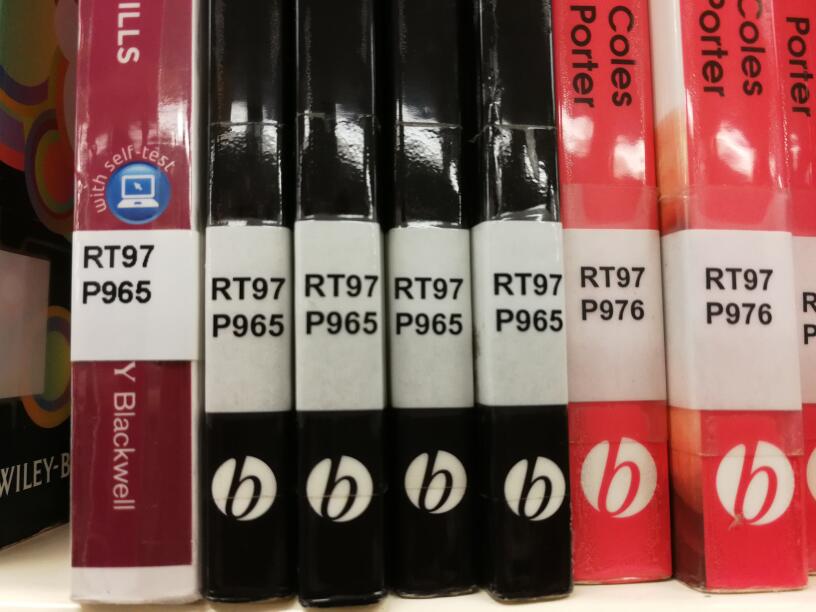 ILLS
with self-test
RT97
P965
Blackwell
WILEY-B
RT97
P965
b
RT97
P965
b
RT97
P965
b
RT97
P965
b
Coles
Porter
RT97
P976
b
Coles
Porter
RT97
P976
b
Porter
R
P